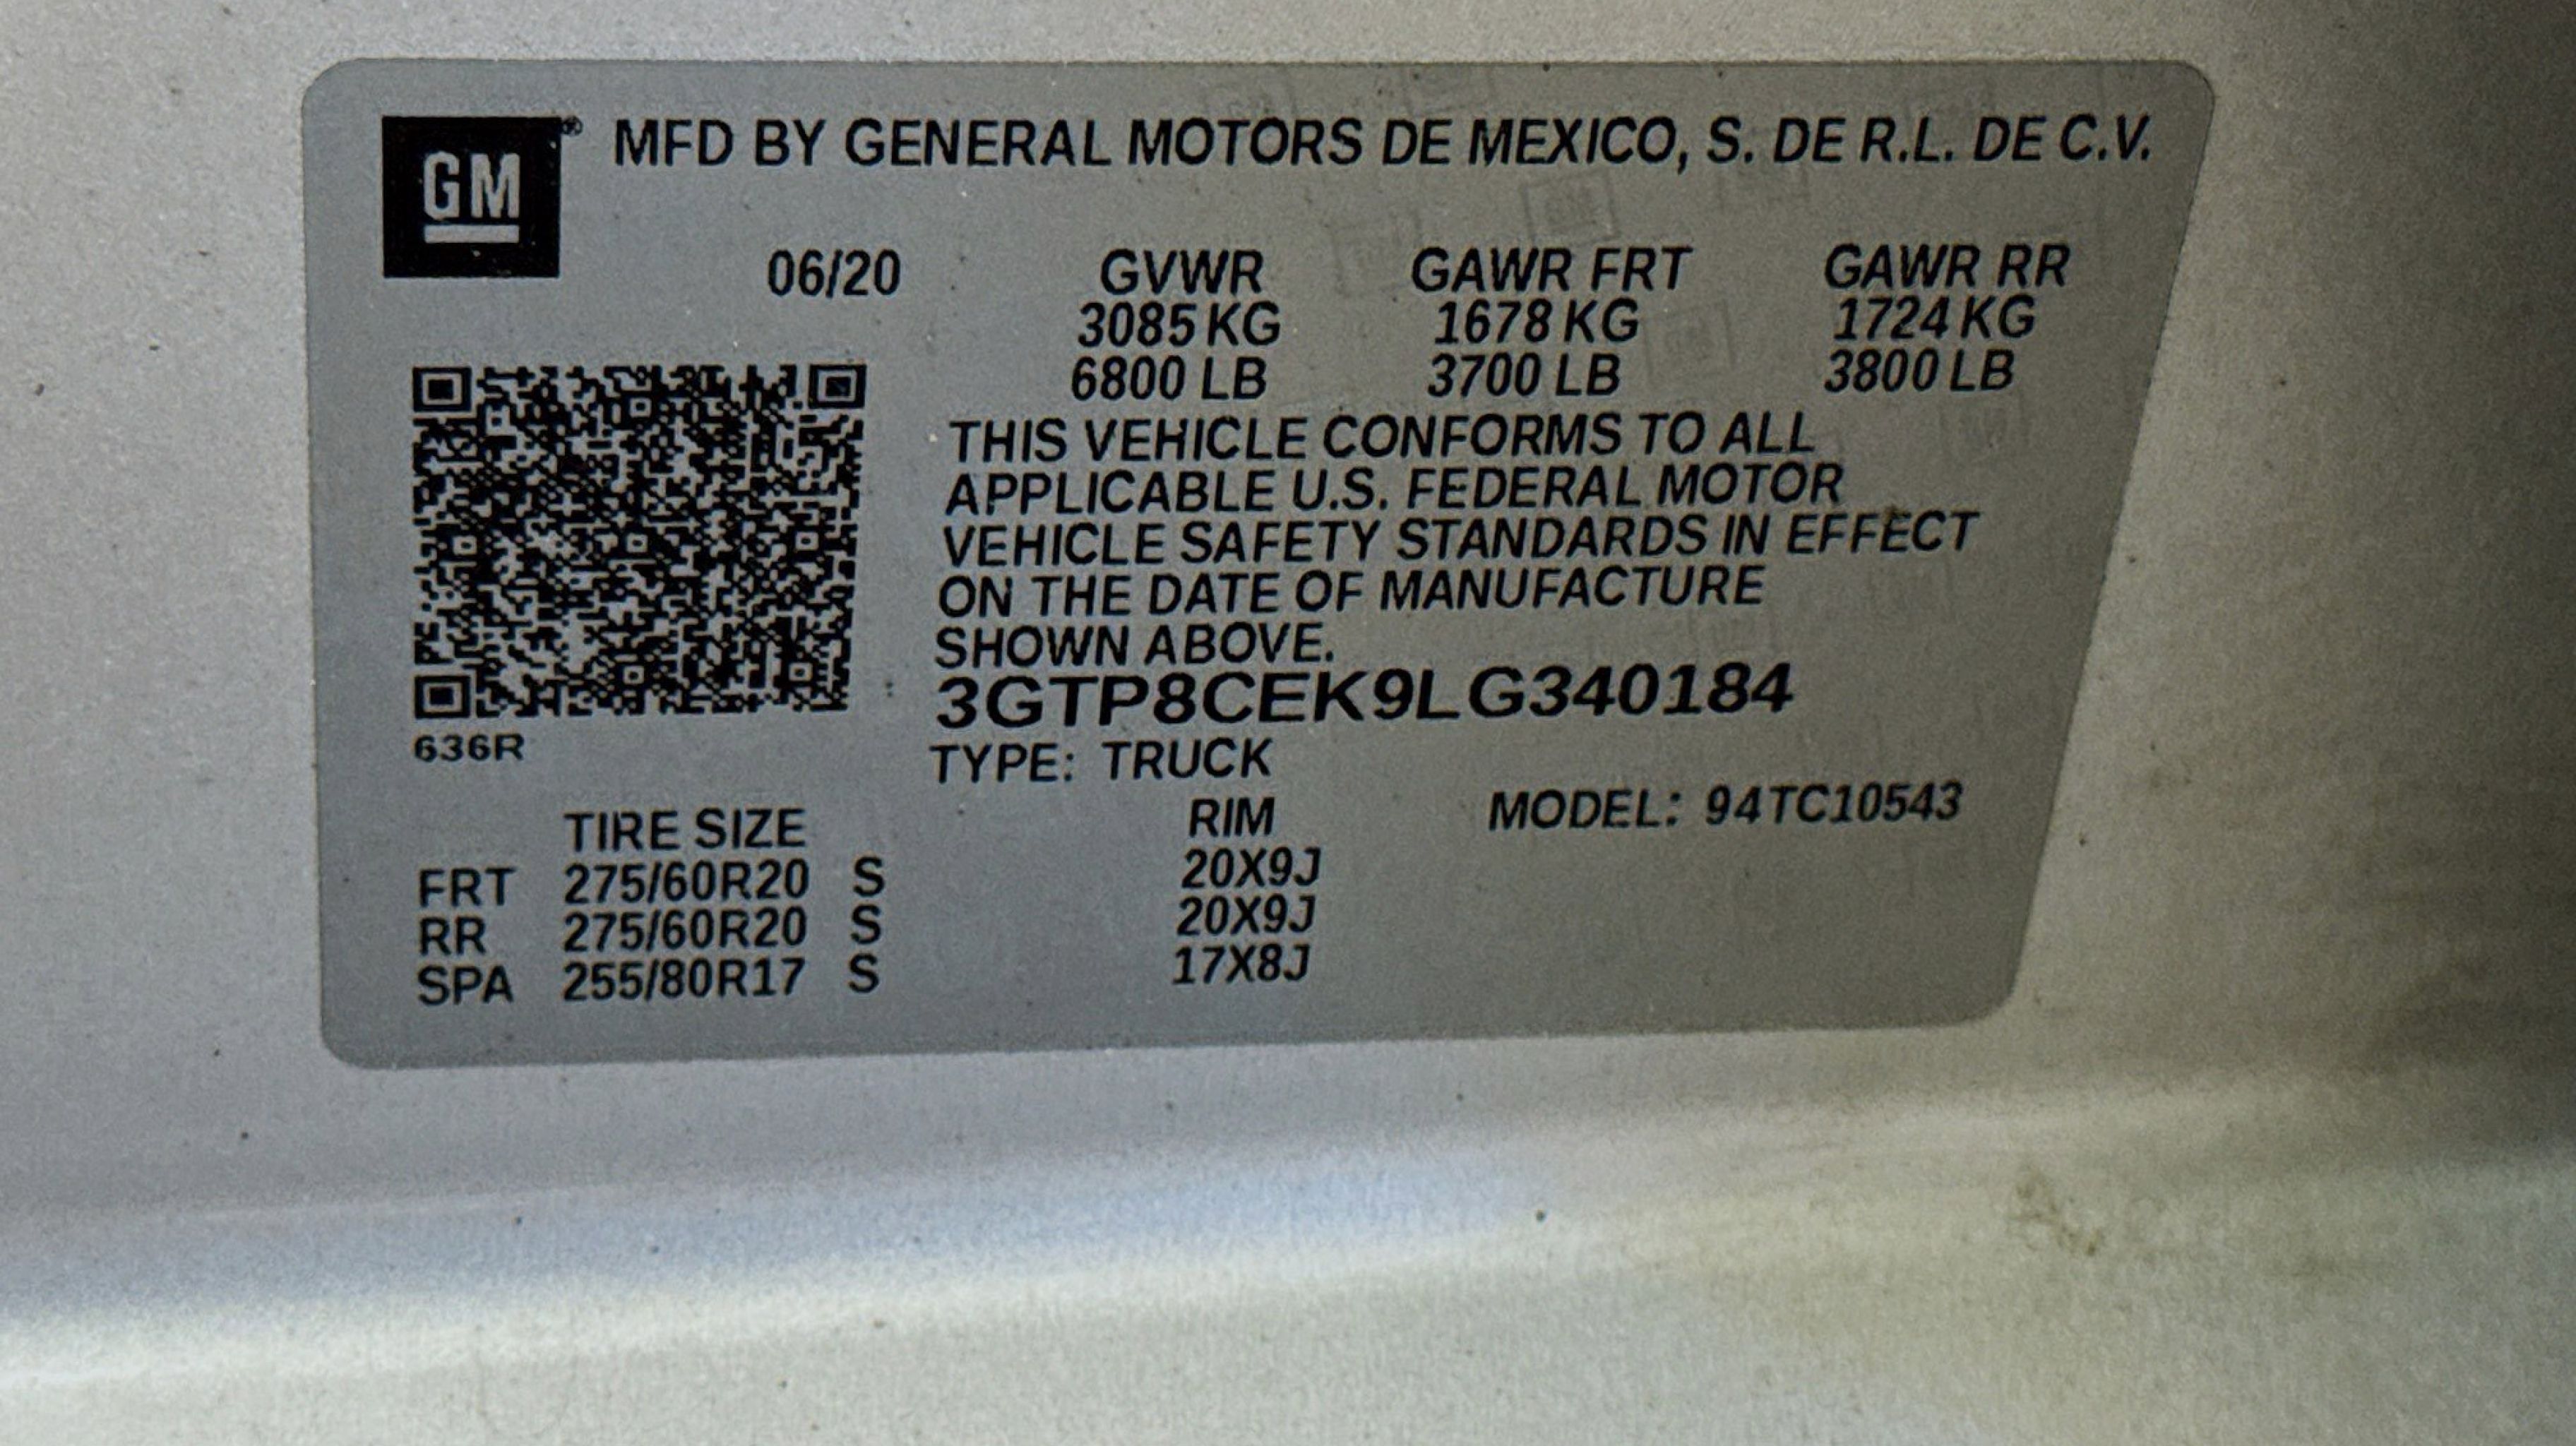 GM® MFD BY GENERAL MOTORS DE MEXICO, S. DE R.L. DE C.V.
06/20 GVWR GAWR FRT GAWR RR
3085 KG 1678 KG 1724 KG
6800 LB 3700 LB 3800 LB
THIS VEHICLE CONFORMS TO ALL
APPLICABLE U.S. FEDERAL MOTOR
VEHICLE SAFETY STANDARDS IN EFFECT
ON THE DATE OF MANUFACTURE
SHOWN ABOVE.
3GTP8CEK9LG340184
636R
TYPE: TRUCK
TIRE SIZE RIM MODEL: 94TC10543
FRT 275/60R20 S 20X9J
RR 275/60R20 S 20X9J
SPA 255/80R17 S 17X8J